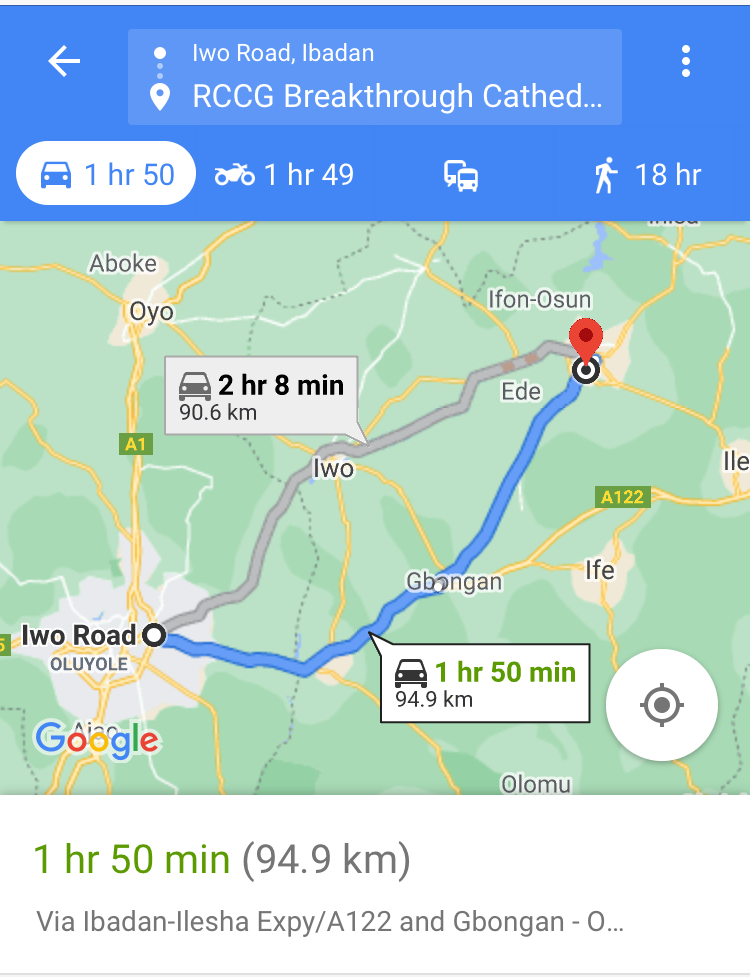 Iwo Road, Ibadan
RCCG Breakthrough Cathed...
1 hr 50
1 hr 49
18 hr
Aboke
Oyo
Ifon-Osun
2 hr 8 min
90.6 km
Ede
A1
Iwo
Ile
A122
Gbongan
Ife
Iwo Road
OLUYOLE
1 hr 50 min
94.9 km
Google
Olomu
1 hr 50 min (94.9 km)
Via Ibadan-Ilesha Expy/A122 and Gbongan - O...